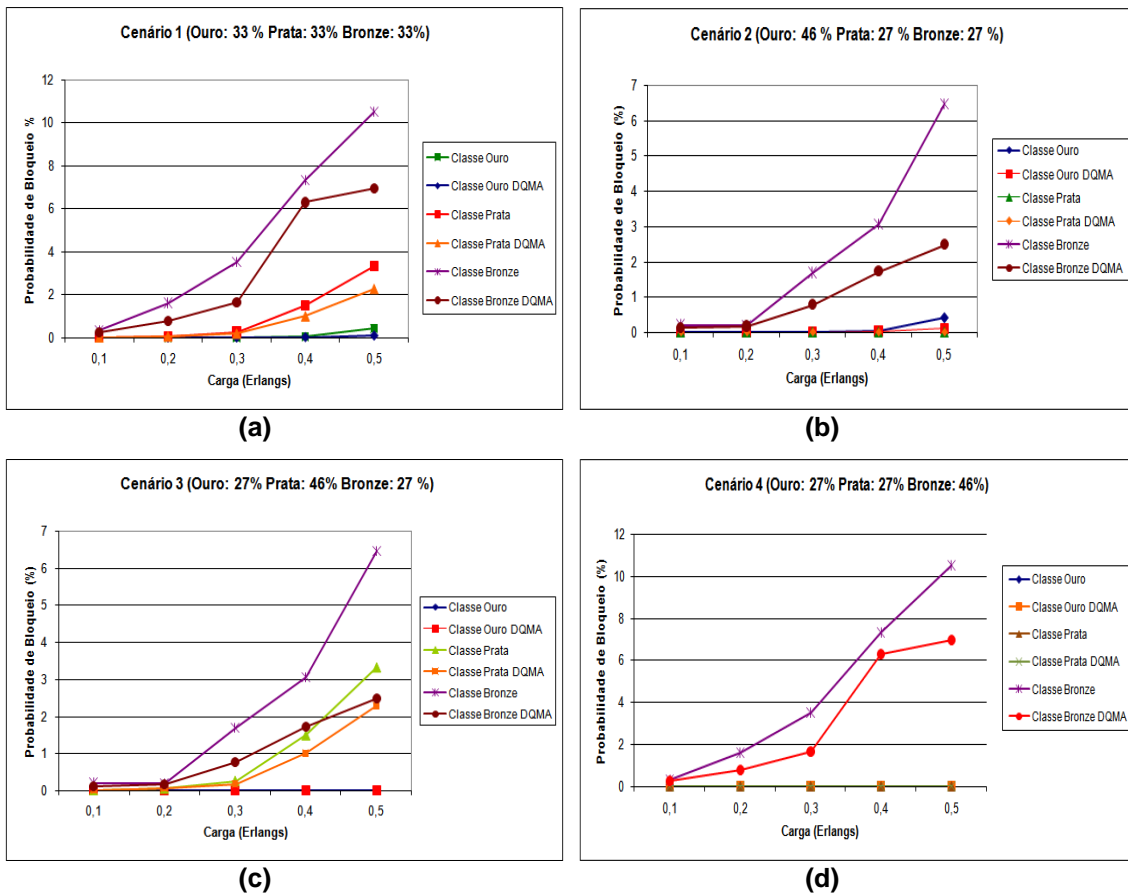 Cenário 1 (Ouro: 33 % Prata: 33% Bronze: 33%)
Probabilidade de Bloqueio %
12
10
8
6
4
2
0
0,1 0,2 0,3 0,4 0,5
Carga (Erlangs)
Classe Ouro
Classe Ouro DQMA
Classe Prata
Classe Prata DQMA
Classe Bronze
Classe Bronze DQMA
(a)
Cenário 2 (Ouro: 46 % Prata: 27 % Bronze: 27 %)
Probabilidade de Bloqueio (%)
7
6
5
4
3
2
1
0
0,1 0,2 0,3 0,4 0,5
Carga (Erlangs)
Classe Ouro
Classe Ouro DQMA
Classe Prata
Classe Prata DQMA
Classe Bronze
Classe Bronze DQMA
(b)
Cenário 3 (Ouro: 27% Prata: 46% Bronze: 27 %)
Probabilidade de Bloqueio (%)
7
6
5
4
3
2
1
0
0,1 0,2 0,3 0,4 0,5
Carga (Erlangs)
Classe Ouro
Classe Ouro DQMA
Classe Prata
Classe Prata DQMA
Classe Bronze
Classe Bronze DQMA
(c)
Cenário 4 (Ouro: 27% Prata: 27% Bronze: 46%)
Probabilidade de Bloqueio (%)
12
10
8
6
4
2
0
0,1 0,2 0,3 0,4 0,5
Carga (Erlangs)
Classe Ouro
Classe Ouro DQMA
Classe Prata
Classe Prata DQMA
Classe Bronze
Classe Bronze DQMA
(d)